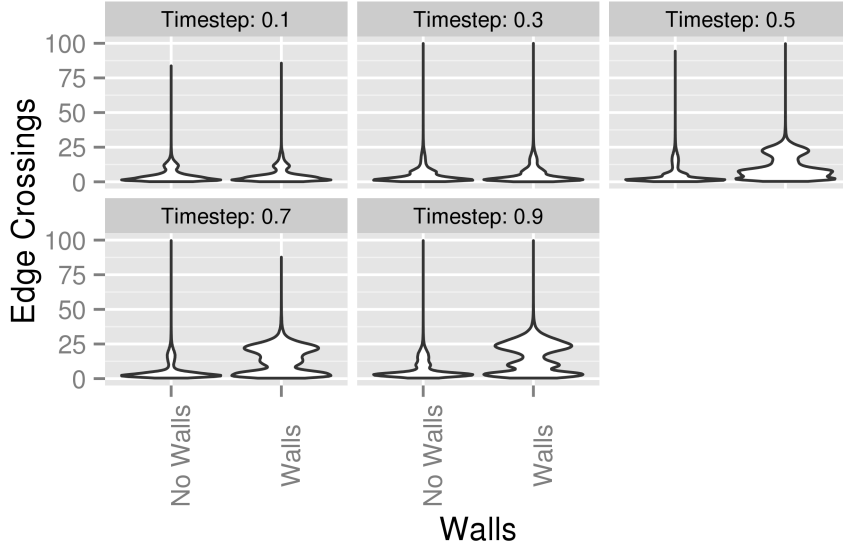 Timestep: 0.1 Timestep: 0.3 Timestep: 0.5
100
75
50
25
0
Timestep: 0.7 Timestep: 0.9
100
75
50
25
0
Edge Crossings
No Walls Walls No Walls Walls
Walls